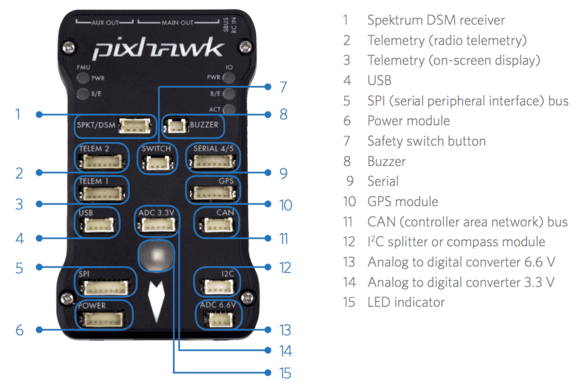 AUX OUT
MAIN OUT
SBUS
RC IN
pixhawk
FMU
PWR
B/E
IO
PWR
B/E
ACT
SPKT/DSM
BUZZER
TELEM 2
SWITCH
SERIAL 4/5
TELEM 1
GPS
USB
ADC 3.3V
CAN
SPI
I2C
POWER
ADC 6.6V
1
2
3
4
5
6
7
8
9
10
11
12
13
14
15
1 Spektrum DSM receiver
2 Telemetry (radio telemetry)
3 Telemetry (on-screen display)
4 USB
5 SPI (serial peripheral interface) bus
6 Power module
7 Safety switch button
8 Buzzer
9 Serial
10 GPS module
11 CAN (controller area network) bus
12 I²C splitter or compass module
13 Analog to digital converter 6.6 V
14 Analog to digital converter 3.3 V
15 LED indicator